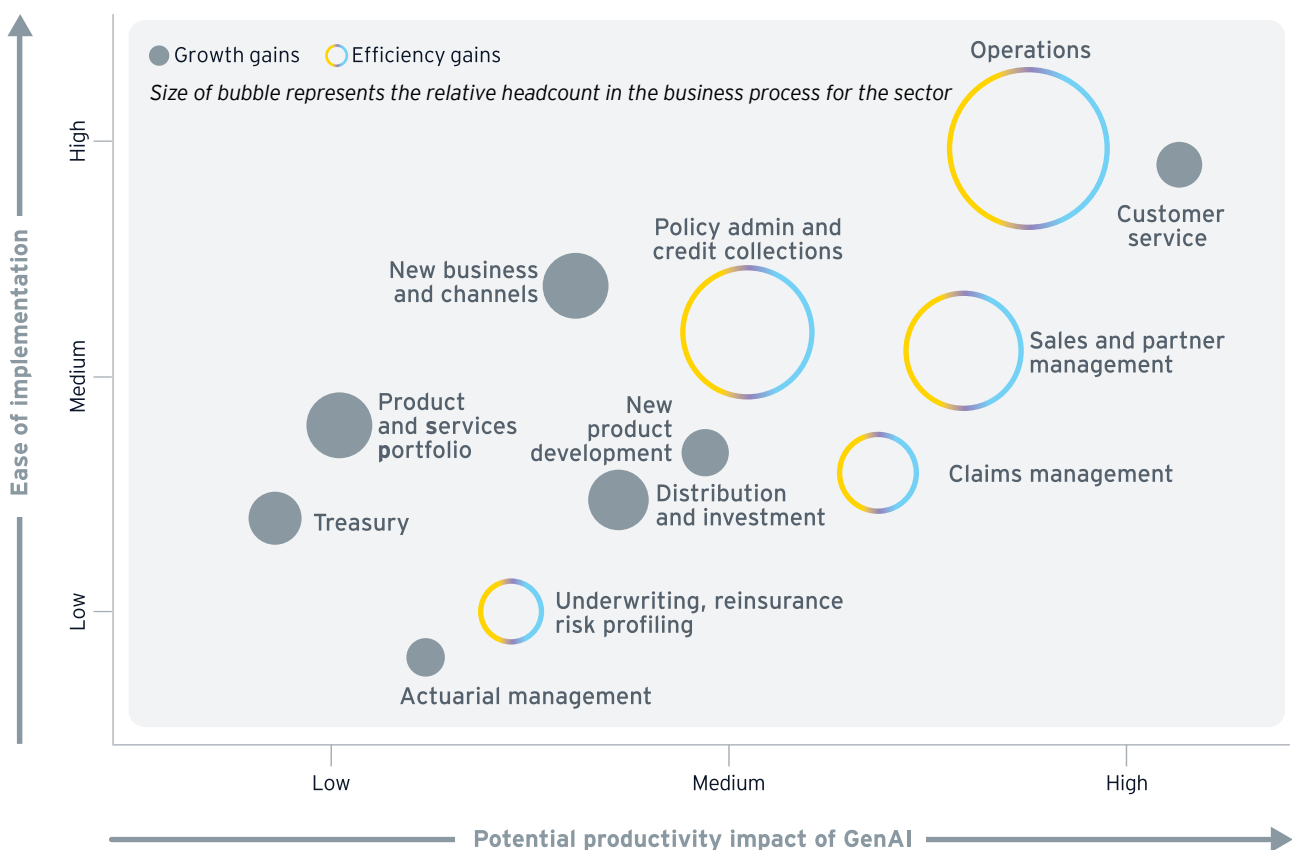 Growth gains
Efficiency gains
Size of bubble represents the relative headcount in the business process for the sector
Operations
Customer
service
Policy admin and
credit collections
New business
and channels
Sales and partner
management
Product
and services
portfolio
New
product
development
Claims management
Distribution
and investment
Treasury
Underwriting, reinsurance
risk profiling
Actuarial management
Ease of implementation
High
Medium
Low
Low
Medium
High
Potential productivity impact of GenAI